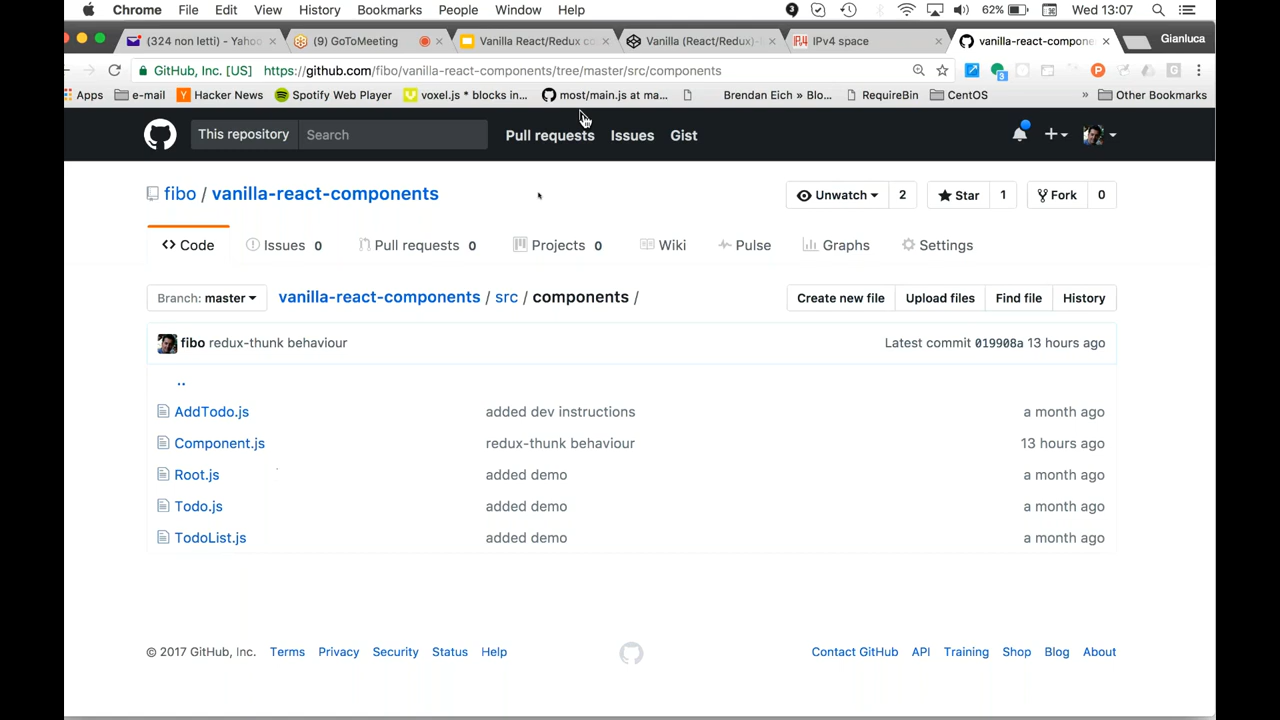 Chrome File Edit View History Bookmarks People Window Help 3 62% Wed 13:07
(324 non letti) - Yahoo × (9) GoToMeeting × Vanilla React/Redux co × Vanilla (React/Redux)- × IPv4 IPv4 space × vanilla-react-compone × Gianluca
GitHub, Inc. [US] https://github.com/fibo/vanilla-react-components/tree/master/src/components
Apps e-mail Hacker News Spotify Web Player voxel.js * blocks in... most/main.js at ma... Brendan Eich » Blo... RequireBin CentOS » Other Bookmarks
This repository Search Pull requests Issues Gist
fibo / vanilla-react-components Unwatch 2 Star 1 Fork 0
<> Code Issues 0 Pull requests 0 Projects 0 Wiki Pulse Graphs Settings
Branch: master vanilla-react-components / src / components / Create new file Upload files Find file History
fibo redux-thunk behaviour Latest commit 019908a 13 hours ago
..
AddTodo.js added dev instructions a month ago
Component.js redux-thunk behaviour 13 hours ago
Root.js added demo a month ago
Todo.js added demo a month ago
TodoList.js added demo a month ago
© 2017 GitHub, Inc. Terms Privacy Security Status Help Contact GitHub API Training Shop Blog About